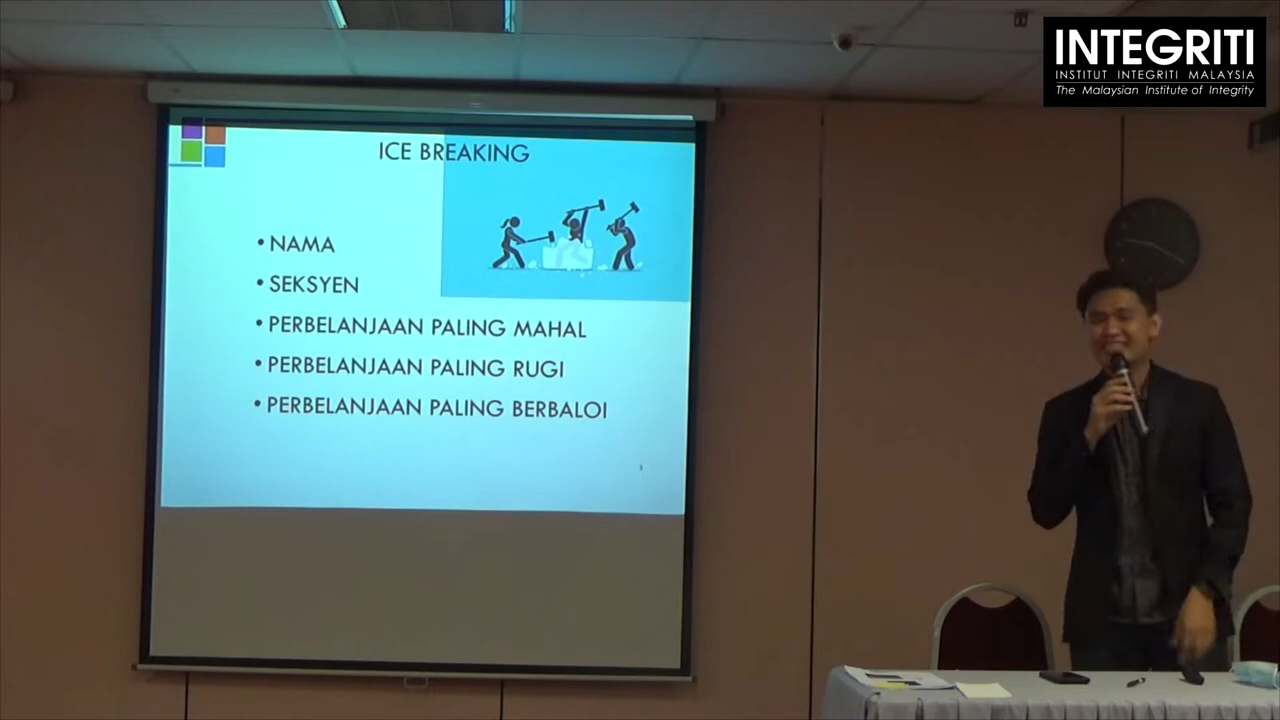 INTEGRITI
INSTITUT INTEGRITI MALAYSIA
The Malaysian Institute of Integrity
ICE BREAKING
• NAMA
• SEKSYEN
• PERBELANJAAN PALING MAHAL
• PERBELANJAAN PALING RUGI
• PERBELANJAAN PALING BERBALOI